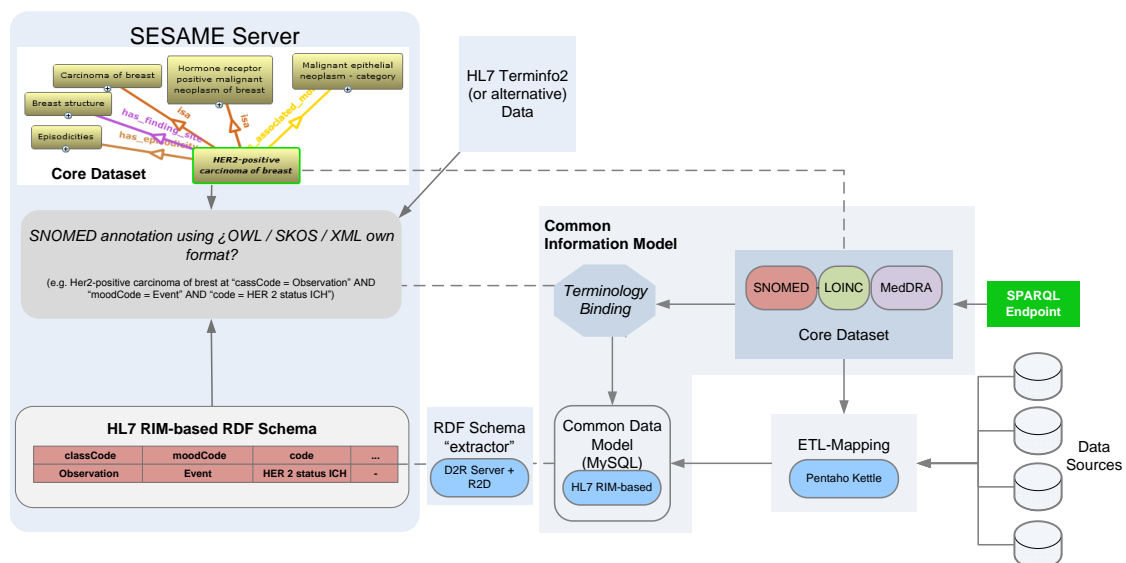 SESAME Server
Carcinoma of breast
Hormone receptor
positive malignant
neoplasm of breast
Malignant epithelial
neoplasm - category
Breast structure
Episodicities
isa
has_finding_site
has_episodicity
isa
HER2-positive
carcinoma of breast
Core Dataset
HL7 Terminfo2
(or alternative)
Data
SNOMED annotation using ¿OWL / SKOS / XML own
format?
(e.g. Her2-positive carcinoma of brest at “cassCode = Observation” AND
“moodCode = Event” AND “code = HER 2 status ICH”)
Common
Information Model
Terminology
Binding
SNOMED
LOINC
MedDRA
Core Dataset
SPARQL
Endpoint
HL7 RIM-based RDF Schema
classCode moodCode code ...
Observation Event HER 2 status ICH -
RDF Schema
“extractor”
D2R Server +
R2D
Common Data
Model
(MySQL)
HL7 RIM-based
ETL-Mapping
Pentaho Kettle
Data
Sources